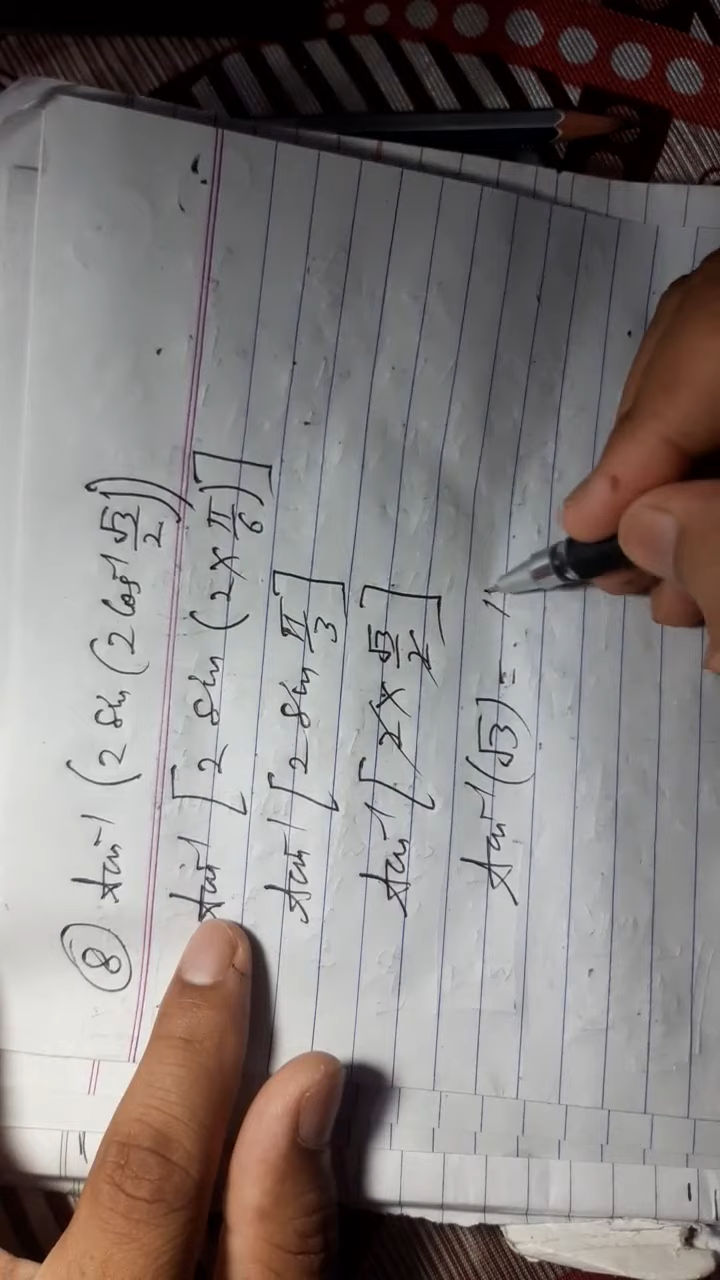 ⑧ tan⁻¹ (2 sin (2 cos⁻¹ √3/2))
tan⁻¹ [2 sin (2 × π/6)]
tan⁻¹ [2 sin π/3]
tan⁻¹ [2 × √3/2]
tan⁻¹ (√3) =